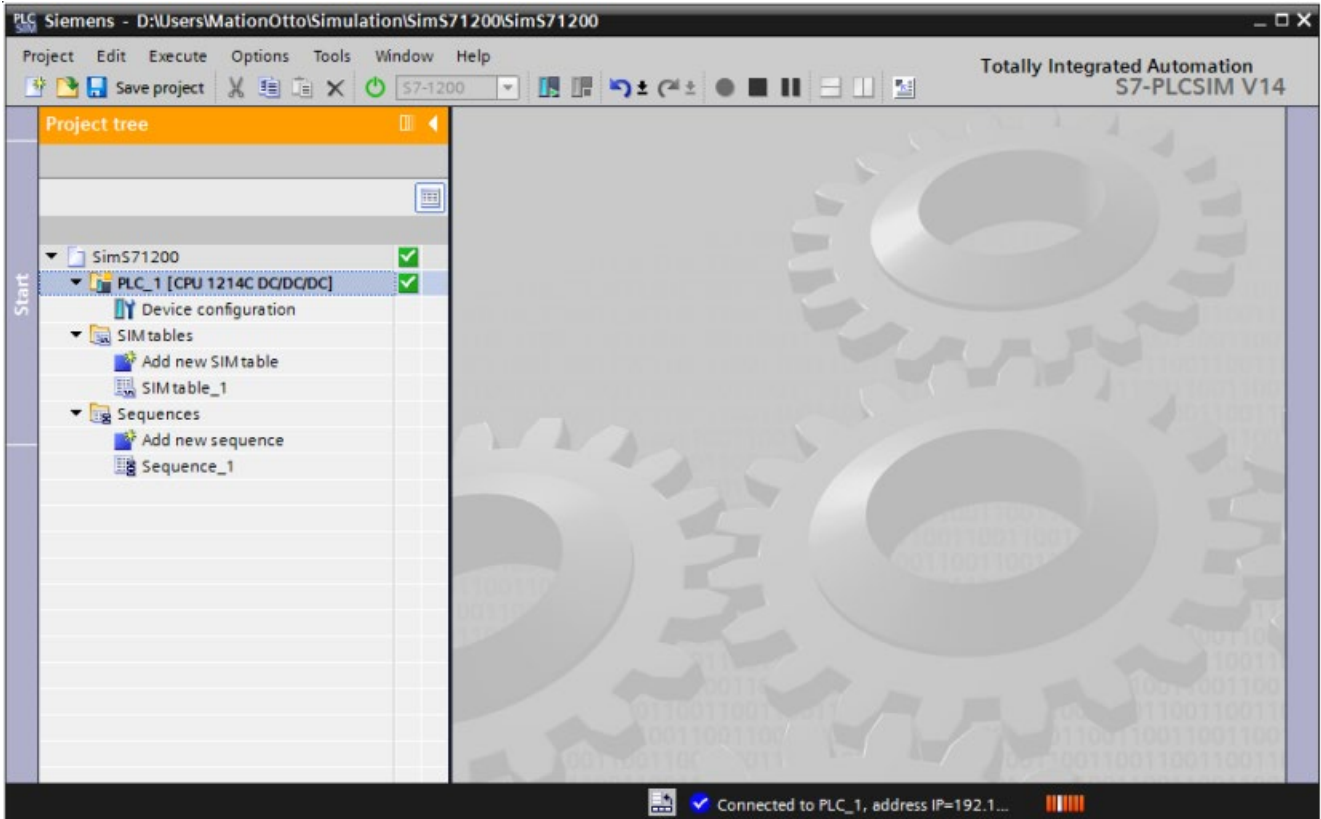 PLC SIM Siemens - D:\Users\MationOtto\Simulation\SimS71200\SimS71200
Project Edit Execute Options Tools Window Help
Totally Integrated Automation
S7-PLCSIM V14
Save project S7-1200
Project tree
Start
SimS71200
PLC_1 [CPU 1214C DC/DC/DC]
Device configuration
SIM tables
Add new SIM table
SIM table_1
Sequences
Add new sequence
Sequence_1
Connected to PLC_1, address IP=192.1...